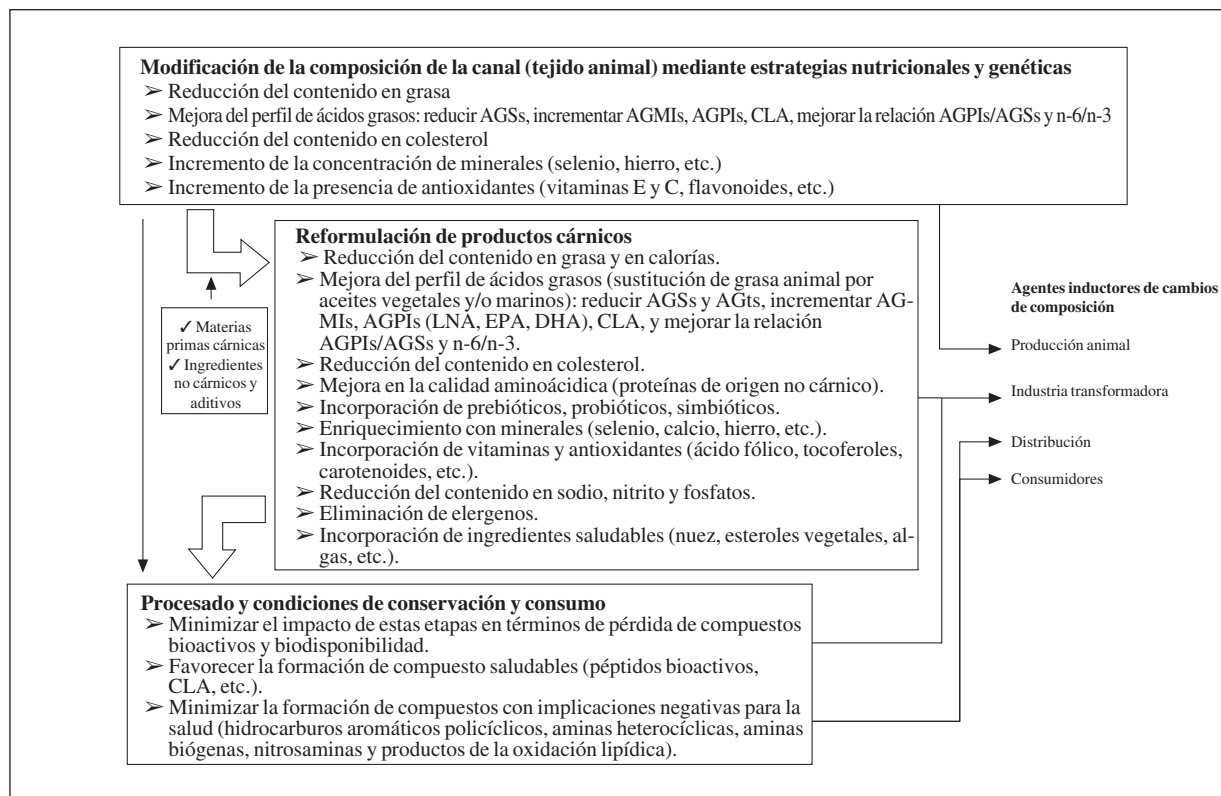 Modificación de la composición de la canal (tejido animal) mediante estrategias nutricionales y genéticas
➢ Reducción del contenido en grasa
➢ Mejora del perfil de ácidos grasos: reducir AGSs, incrementar AGMIs, AGPIs, CLA, mejorar la relación AGPIs/AGSs y n-6/n-3
➢ Reducción del contenido en colesterol
➢ Incremento de la concentración de minerales (selenio, hierro, etc.)
➢ Incremento de la presencia de antioxidantes (vitaminas E y C, flavonoides, etc.)
Reformulación de productos cárnicos
➢ Reducción del contenido en grasa y en calorías.
➢ Mejora del perfil de ácidos grasos (sustitución de grasa animal por
aceites vegetales y/o marinos): reducir AGSs y AGts, incrementar AG-
MIs, AGPIs (LNA, EPA, DHA), CLA, y mejorar la relación
AGPIs/AGSs y n-6/n-3.
➢ Reducción del contenido en colesterol.
➢ Mejora en la calidad aminoácidica (proteínas de origen no cárnico).
➢ Incorporación de prebióticos, probióticos, simbióticos.
➢ Enriquecimiento con minerales (selenio, calcio, hierro, etc.).
➢ Incorporación de vitaminas y antioxidantes (ácido fólico, tocoferoles,
carotenoides, etc.).
➢ Reducción del contenido en sodio, nitrito y fosfatos.
➢ Eliminación de elergenos.
➢ Incorporación de ingredientes saludables (nuez, esteroles vegetales, al-
gas, etc.).
✓ Materias
primas cárnicas
✓ Ingredientes
no cárnicos y
aditivos
Agentes inductores de cambios
de composición
Producción animal
Industria transformadora
Distribución
Consumidores
Procesado y condiciones de conservación y consumo
➢ Minimizar el impacto de estas etapas en términos de pérdida de compuestos
bioactivos y biodisponibilidad.
➢ Favorecer la formación de compuesto saludables (péptidos bioactivos,
CLA, etc.).
➢ Minimizar la formación de compuestos con implicaciones negativas para la
salud (hidrocarburos aromáticos policíclicos, aminas heterocíclicas, aminas
biógenas, nitrosaminas y productos de la oxidación lipídica).